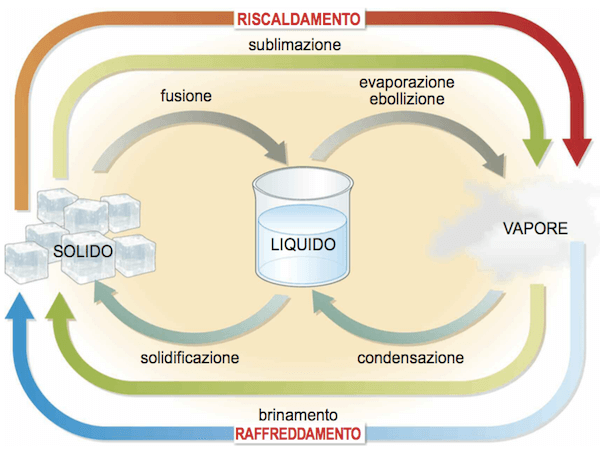 RISCALDAMENTO
sublimazione
fusione
evaporazione
ebollizione
SOLIDO
LIQUIDO
VAPORE
solidificazione
condensazione
brinamento
RAFFREDDAMENTO